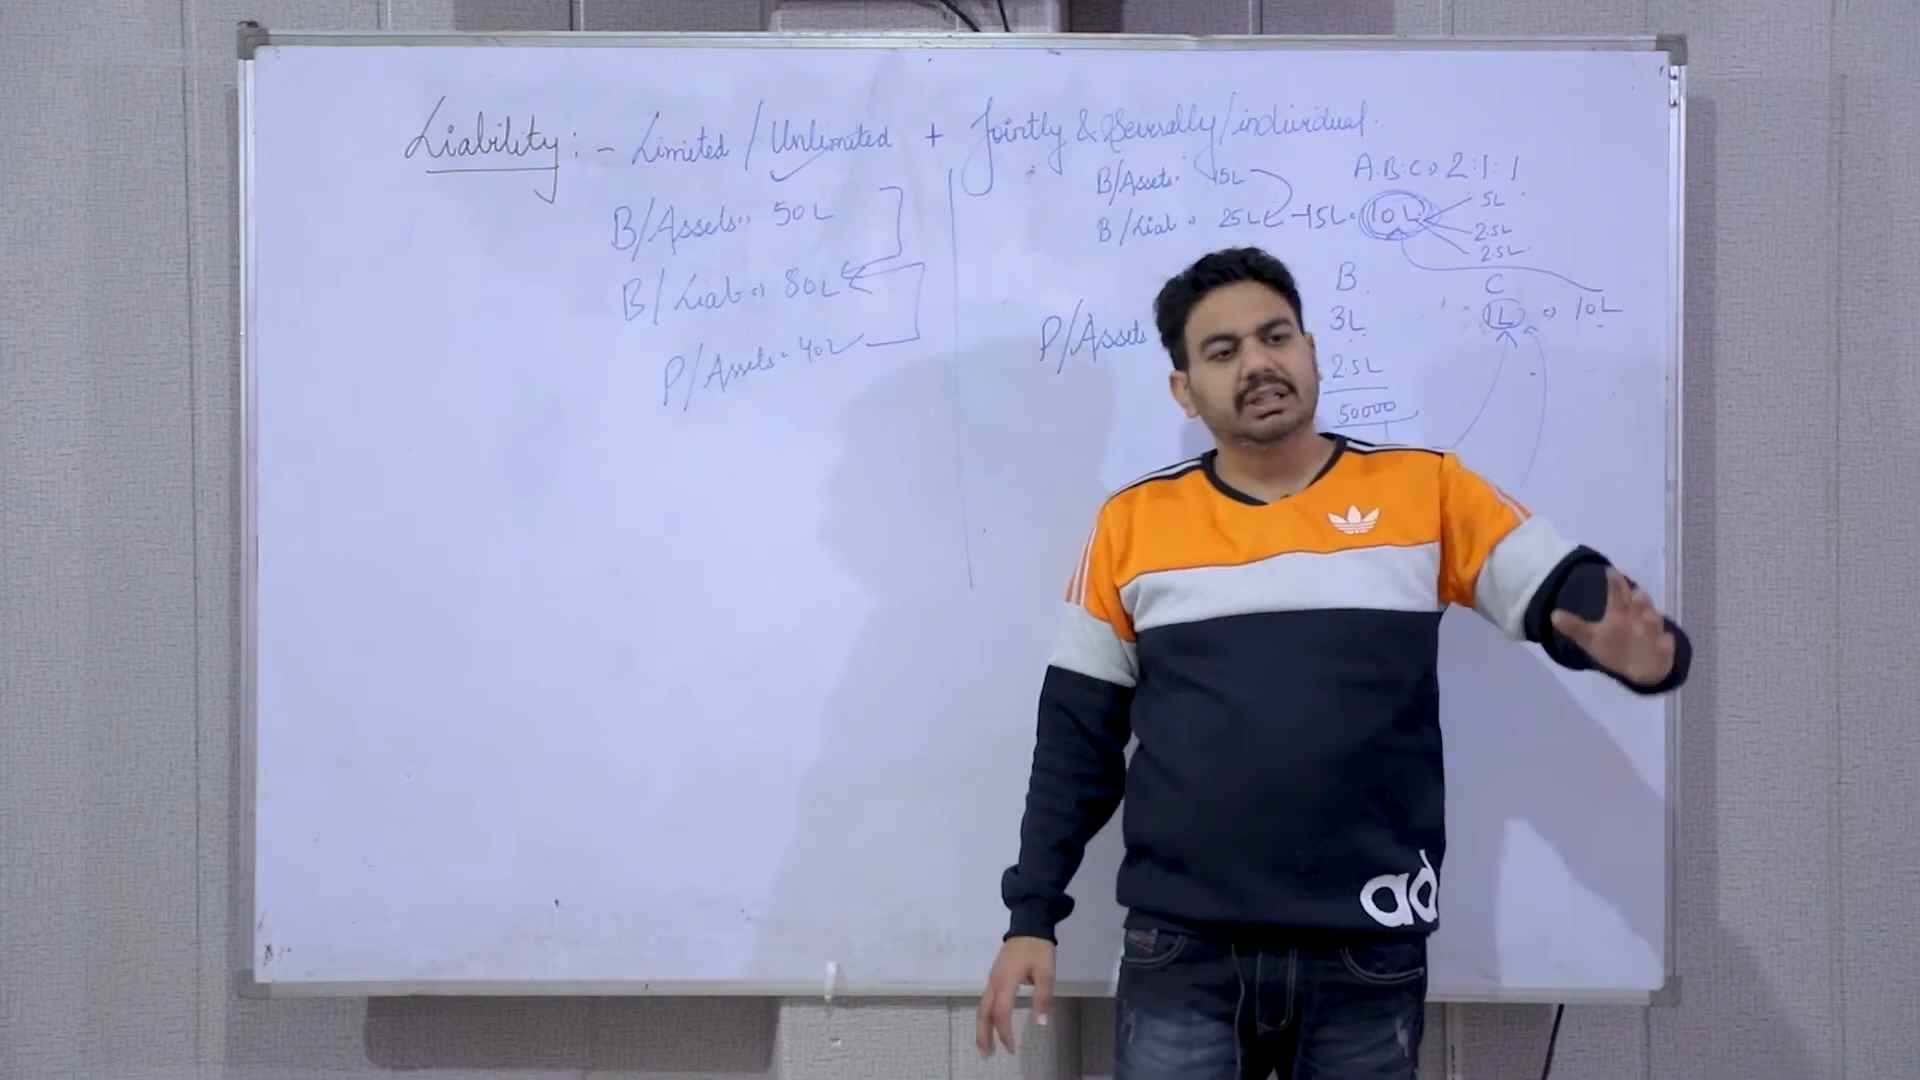 Liability : - Limited / Unlimited + Jointly & Severally / individual.
B/Assets = 50L
B/Liab = 80L
P/Assets = 40L
B/Assets = 15L
B/Liab = 25L - 15L = 10L
A:B:C = 2:1:1
5L
2.5L
2.5L
P/Assets
B
3L
2.5L
50000
C
1L = 10L
ad